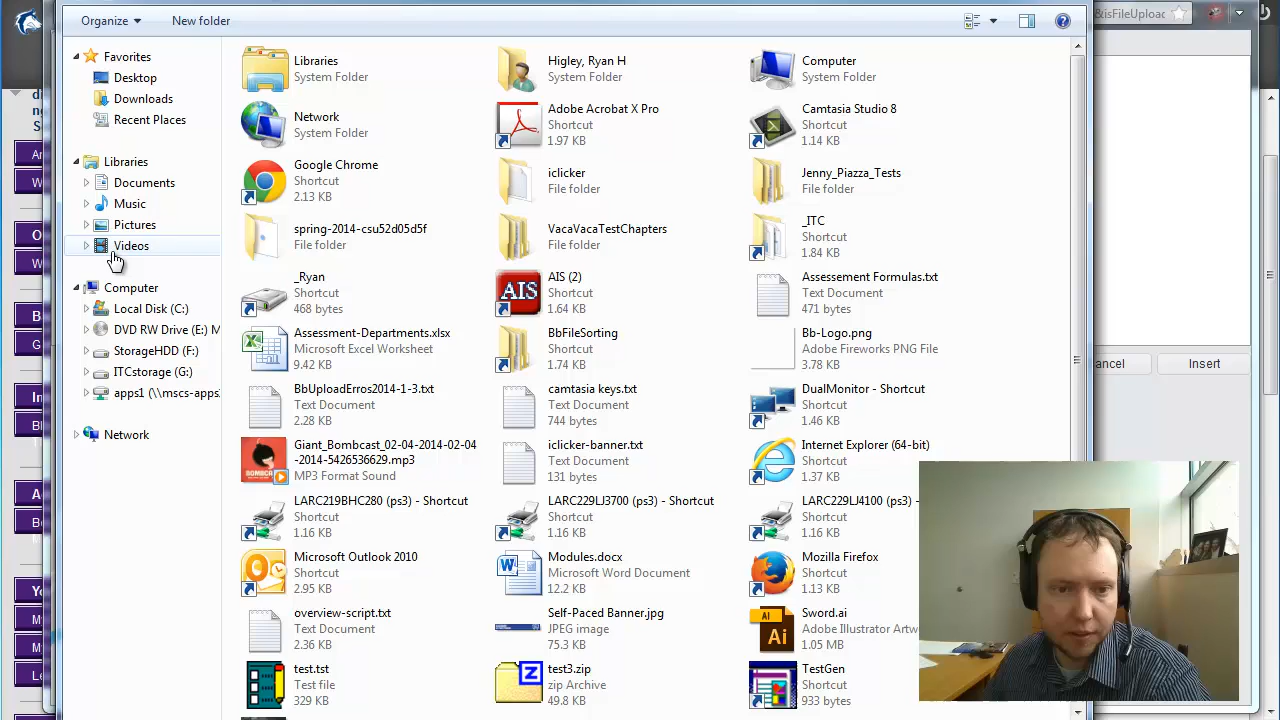 Organize
New folder
&isFileUpload
Favorites
Desktop
Downloads
Recent Places
Libraries
Documents
Music
Pictures
Videos
Computer
Local Disk (C:)
DVD RW Drive (E:) M
StorageHDD (F:)
ITCstorage (G:)
apps1 (\\mscs-apps
Network
Libraries
System Folder
Higley, Ryan H
System Folder
Computer
System Folder
Network
System Folder
Adobe Acrobat X Pro
Shortcut
1.97 KB
Camtasia Studio 8
Shortcut
1.14 KB
Google Chrome
Shortcut
2.13 KB
iclicker
File folder
Jenny_Piazza_Tests
File folder
spring-2014-csu52d05d5f
File folder
VacaVacaTestChapters
File folder
_ITC
Shortcut
1.84 KB
_Ryan
Shortcut
468 bytes
AIS
AIS (2)
Shortcut
1.64 KB
Assessement Formulas.txt
Text Document
471 bytes
Assessment-Departments.xlsx
Microsoft Excel Worksheet
9.42 KB
BbFileSorting
Shortcut
1.74 KB
Bb-Logo.png
Adobe Fireworks PNG File
3.78 KB
BbUploadErros2014-1-3.txt
Text Document
2.28 KB
camtasia keys.txt
Text Document
744 bytes
DualMonitor - Shortcut
Shortcut
1.46 KB
Giant_Bombcast_02-04-2014-02-04
-2014-5426536629.mp3
MP3 Format Sound
iclicker-banner.txt
Text Document
131 bytes
Internet Explorer (64-bit)
Shortcut
1.37 KB
LARC219BHC280 (ps3) - Shortcut
Shortcut
1.16 KB
LARC229LJ3700 (ps3) - Shortcut
Shortcut
1.16 KB
LARC229LJ4100 (ps3) -
Shortcut
1.16 KB
Microsoft Outlook 2010
Shortcut
2.95 KB
Modules.docx
Microsoft Word Document
12.2 KB
Mozilla Firefox
Shortcut
1.13 KB
overview-script.txt
Text Document
2.36 KB
Self-Paced Banner.jpg
JPEG image
75.3 KB
Ai
Sword.ai
Adobe Illustrator Artw
1.05 MB
test.tst
Test file
329 KB
Z
test3.zip
zip Archive
49.8 KB
TestGen
Shortcut
933 bytes
ancel
Insert